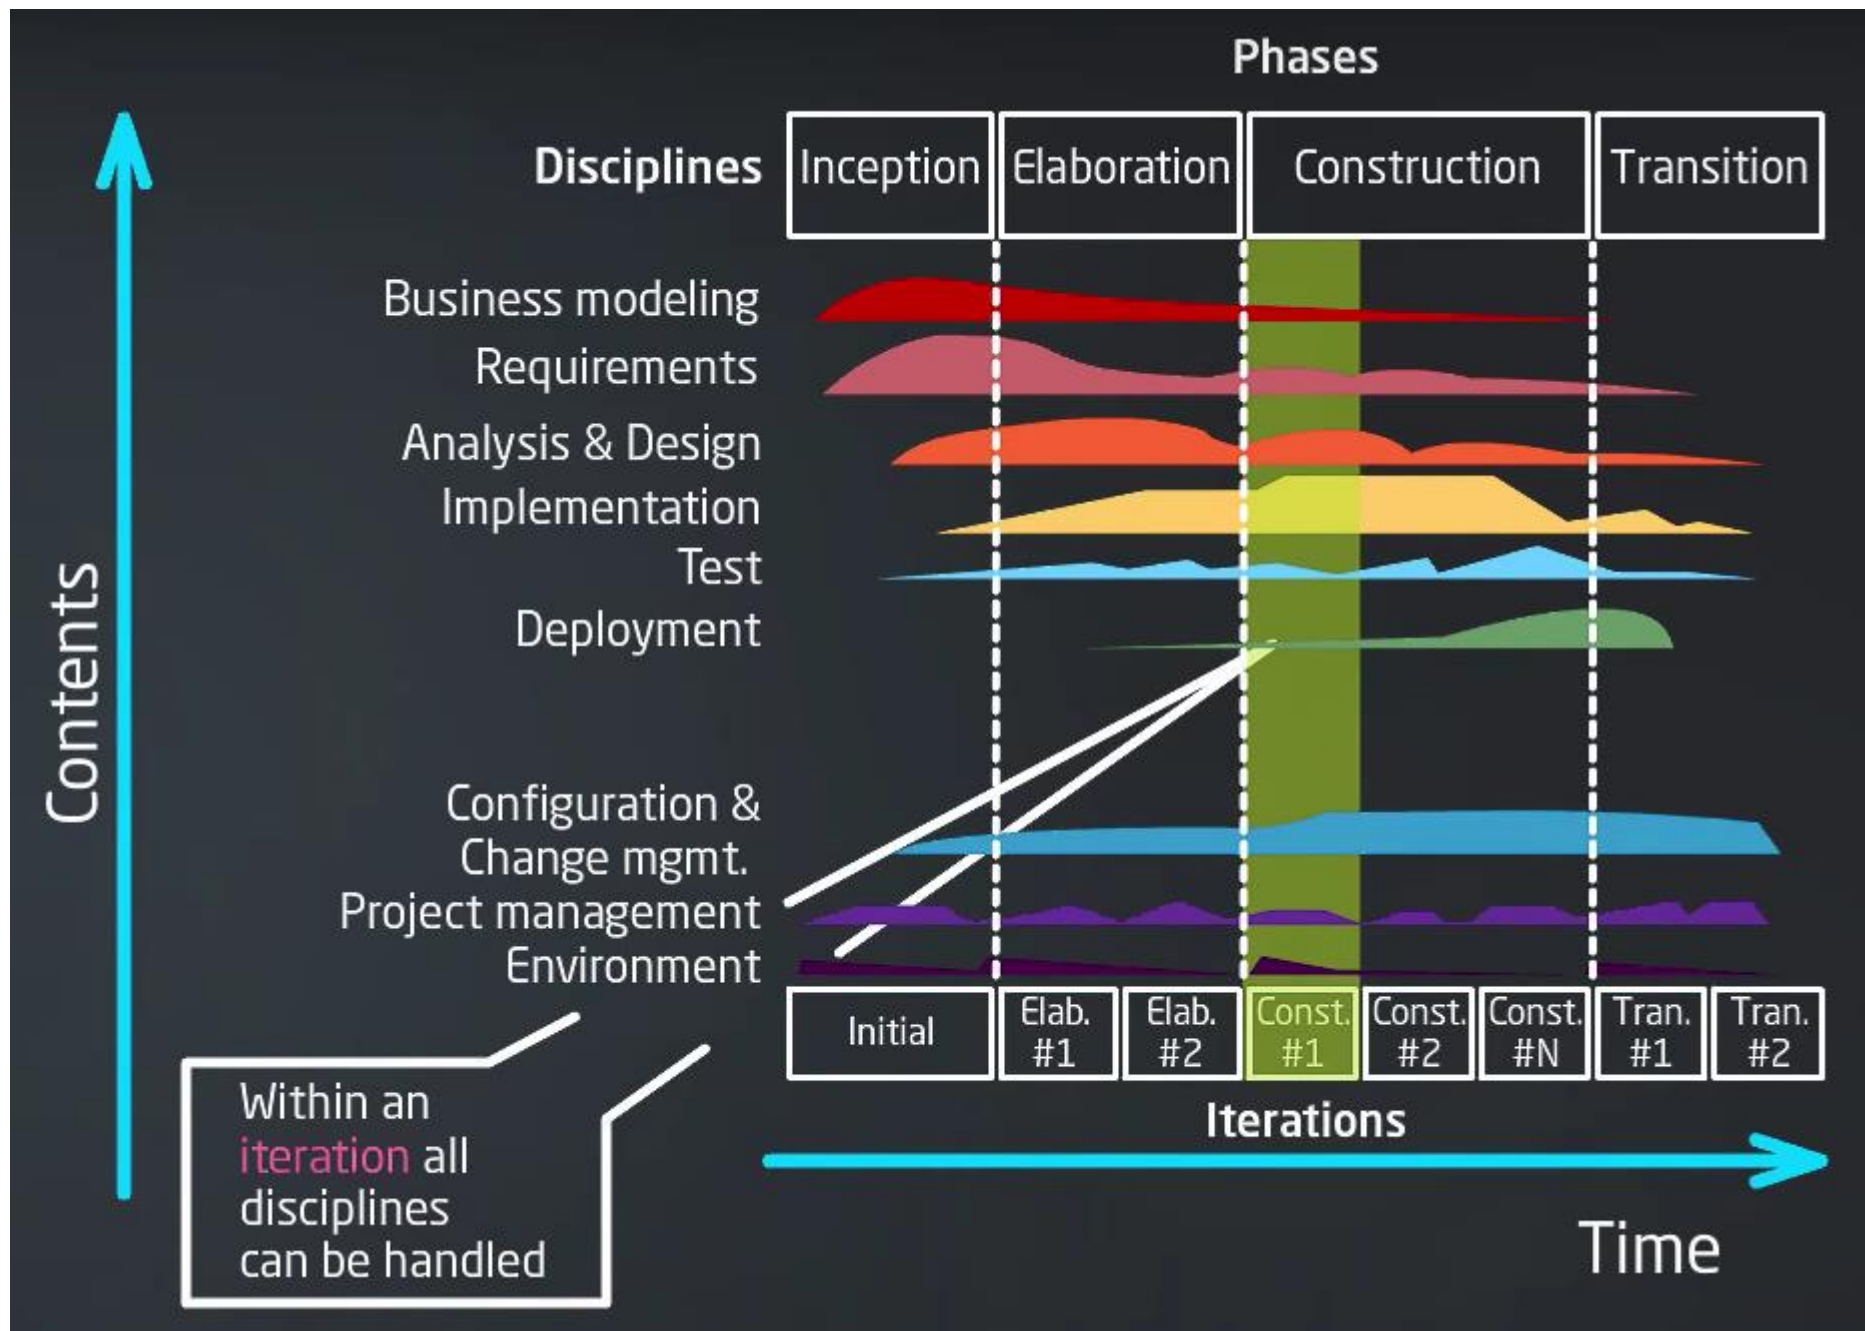 Phases
Disciplines
Inception
Elaboration
Construction
Transition
Business modeling
Requirements
Analysis & Design
Implementation
Test
Deployment
Configuration &
Change mgmt.
Project management
Environment
Contents
Initial
Elab.
#1
Elab.
#2
Const.
#1
Const.
#2
Const.
#N
Tran.
#1
Tran.
#2
Iterations
Time
Within an
iteration all
disciplines
can be handled